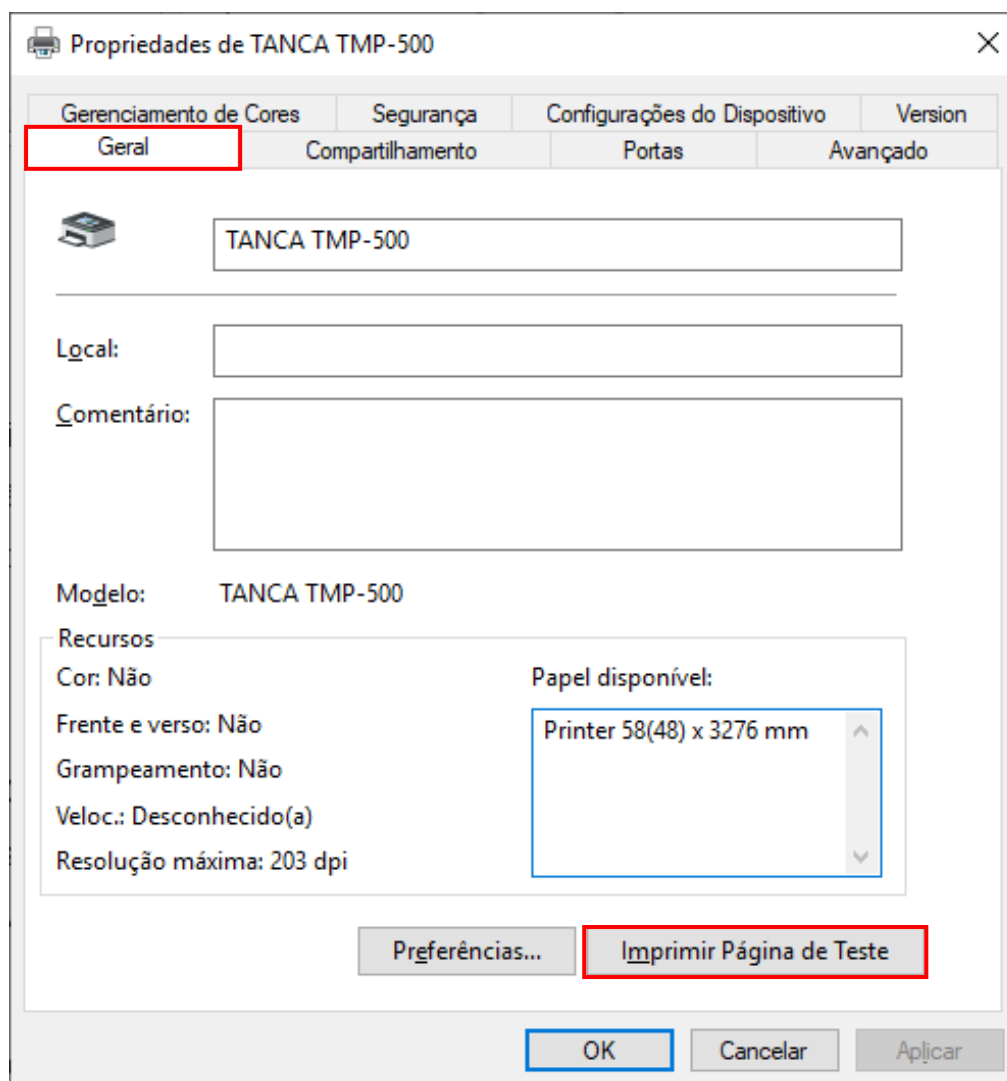 Propriedades de TANCA TMP-500
Gerenciamento de Cores Segurança Configurações do Dispositivo Version
Geral Compartilhamento Portas Avançado
TANCA TMP-500
Local:
Comentário:
Modelo: TANCA TMP-500
Recursos
Cor: Não Papel disponível:
Frente e verso: Não Printer 58(48) x 3276 mm
Grampeamento: Não
Veloc.: Desconhecido(a)
Resolução máxima: 203 dpi
Preferências... Imprimir Página de Teste
OK Cancelar Aplicar